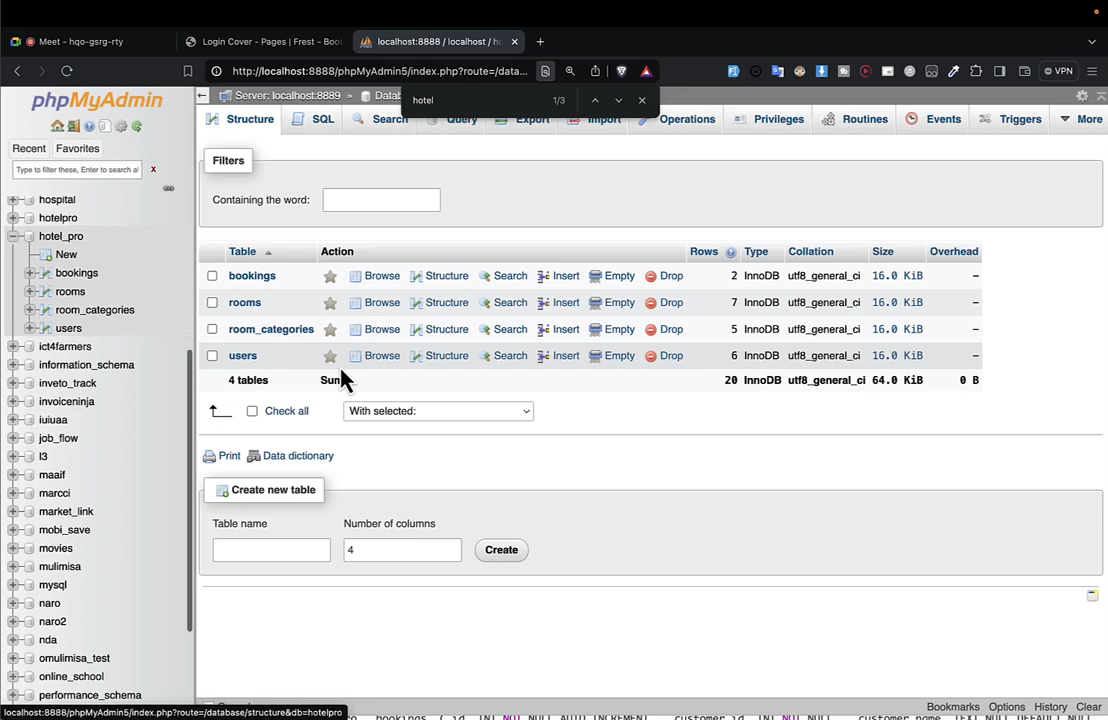 Meet - hqo-gsrg-rty
Login Cover - Pages | Frest - Boots
localhost:8888 / localhost / ho
http://localhost:8888/phpMyAdmin5/index.php?route=/data...
VPN
phpMyAdmin
Server: localhost:8889 »
hotel
1/3
Structure
SQL
Search
Query
Export
Import
Operations
Privileges
Routines
Events
Triggers
More
Recent
Favorites
Type to filter these, Enter to search al
x
hospital
hotelpro
hotel_pro
New
bookings
rooms
room_categories
users
ict4farmers
information_schema
inveto_track
invoiceninja
iuiuaa
job_flow
l3
maaif
marcci
market_link
mobi_save
movies
mulimisa
mysql
naro
naro2
nda
omulimisa_test
online_school
performance_schema
Filters
Containing the word:
Table Action Rows Type Collation Size Overhead
bookings Browse Structure Search Insert Empty Drop 2 InnoDB utf8_general_ci 16.0 KiB –
rooms Browse Structure Search Insert Empty Drop 7 InnoDB utf8_general_ci 16.0 KiB –
room_categories Browse Structure Search Insert Empty Drop 5 InnoDB utf8_general_ci 16.0 KiB –
users Browse Structure Search Insert Empty Drop 6 InnoDB utf8_general_ci 16.0 KiB –
4 tables 20 InnoDB utf8_general_ci 64.0 KiB 0 B
Check all
With selected:
Print Data dictionary
Create new table
Table name
Number of columns
4
Create
Bookmarks Options History Clear
localhost:8888/phpMyAdmin5/index.php?route=/database/structure&db=hotelpro